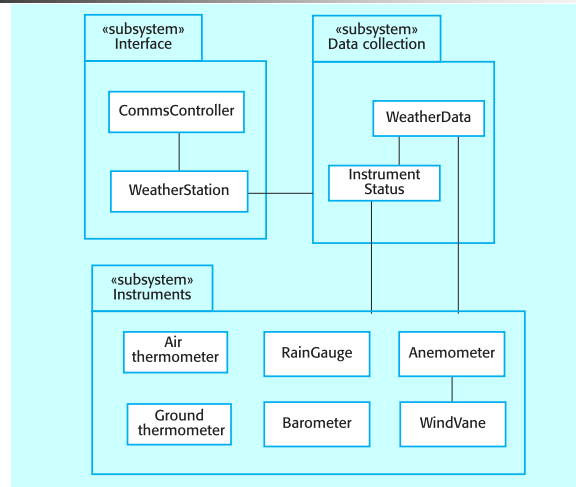 «subsystem»
Interface
CommsController
WeatherStation
«subsystem»
Data collection
WeatherData
Instrument
Status
«subsystem»
Instruments
Air
thermometer
RainGauge
Anemometer
Ground
thermometer
Barometer
WindVane